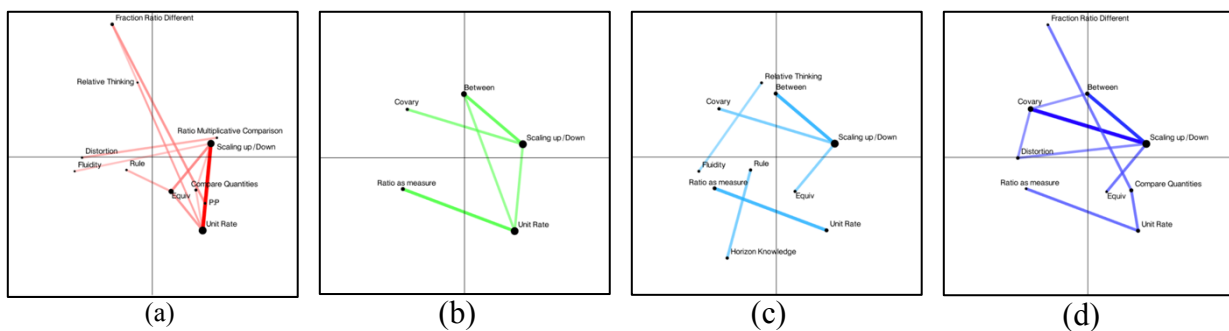 Fraction Ratio Different
Relative Thinking
Ratio Multiplicative Comparison
Scaling up/Down
Distortion
Fluidity
Rule
Compare Quantities
Equiv
PP
Unit Rate
(a)
Between
Covary
Scaling up/Down
Ratio as measure
Unit Rate
(b)
Relative Thinking
Between
Covary
Scaling up/Down
Fluidity
Rule
Ratio as measure
Equiv
Unit Rate
Horizon Knowledge
(c)
Fraction Ratio Different
Between
Covary
Scaling up/Down
Distortion
Ratio as measure
Compare Quantities
Equiv
Unit Rate
(d)